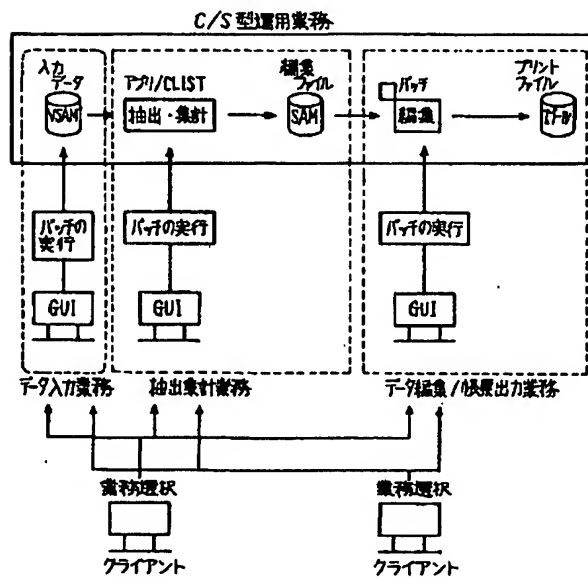 C/S型運用業務
入力
データ
アプリ/CLIST
編集
ファイル
バッチ
プリント
ファイル
VSAM
抽出・集計
SAM
編集
バッチの
実行
バッチの実行
バッチの実行
GUI
GUI
GUI
データ入力業務
抽出集計業務
データ編集/帳票出力業務
業務選択
業務選択
クライアント
クライアント